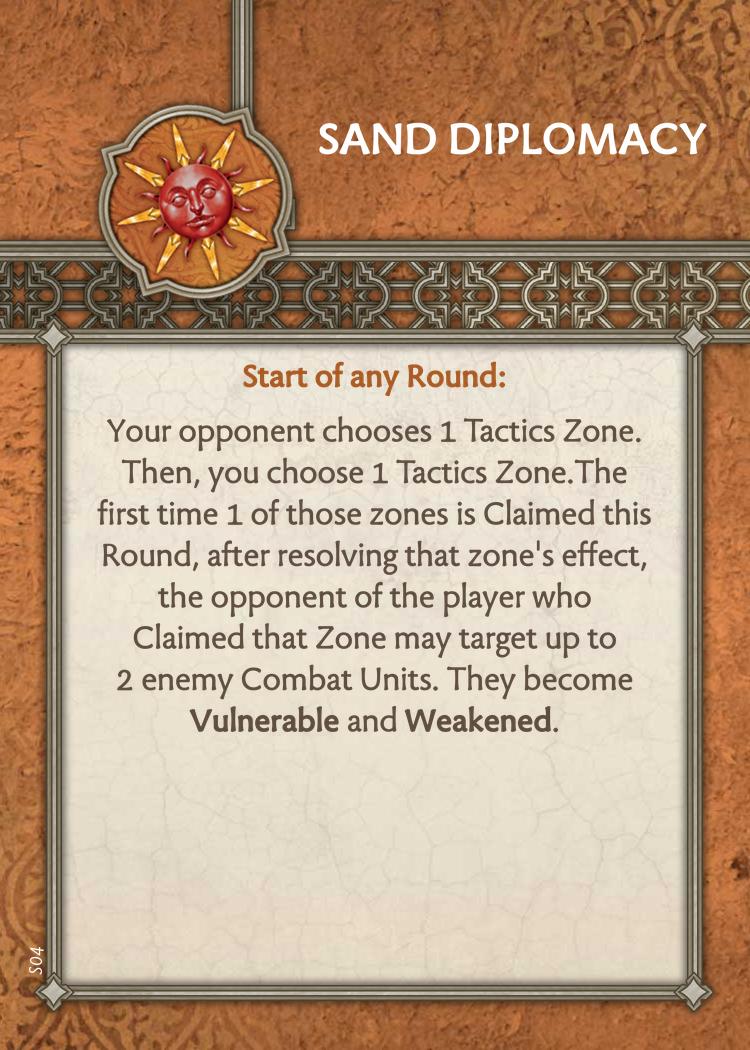 SAND DIPLOMACY
Start of any Round:
Your opponent chooses 1 Tactics Zone.
Then, you choose 1 Tactics Zone.The
first time 1 of those zones is Claimed this
Round, after resolving that zone's effect,
the opponent of the player who
Claimed that Zone may target up to
2 enemy Combat Units. They become
Vulnerable and Weakened.
S04